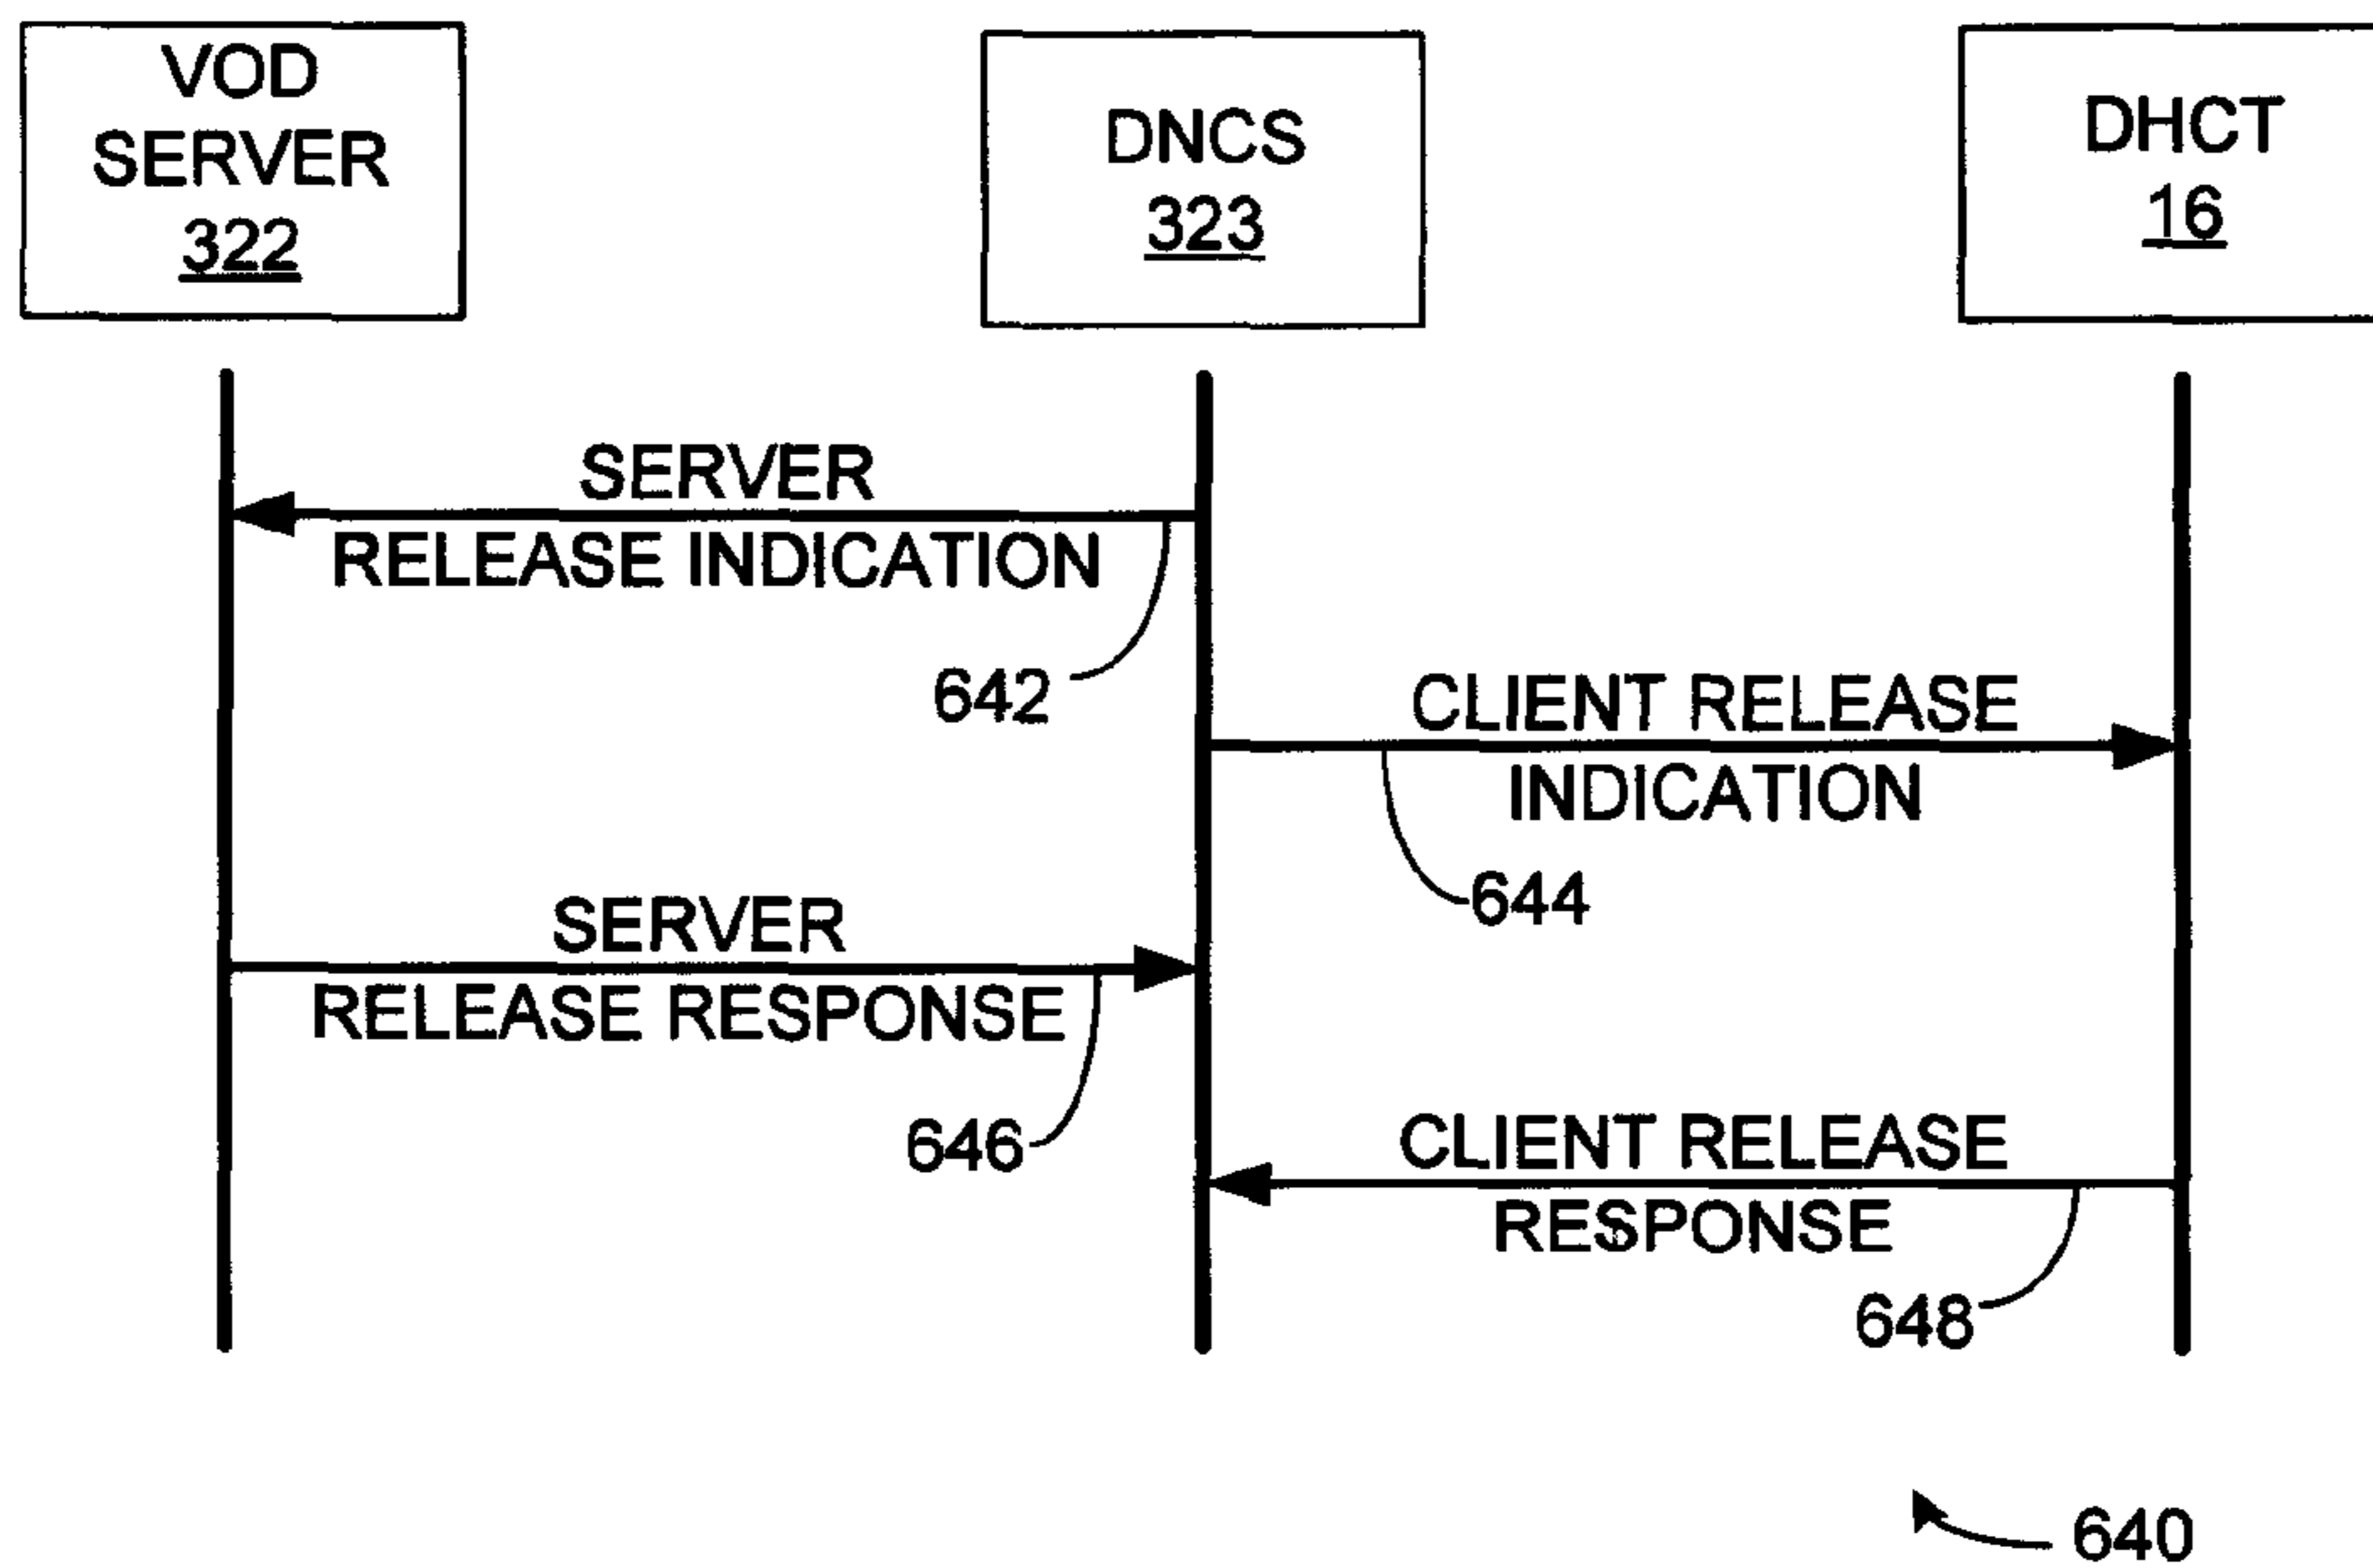 VOD
SERVER
322
DNCS
323
DHCT
16
SERVER
RELEASE INDICATION
642
CLIENT RELEASE
INDICATION
644
SERVER
RELEASE RESPONSE
646
CLIENT RELEASE
RESPONSE
648
640